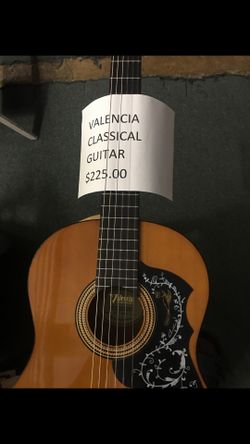 VALENCIA
CLASSICAL
GUITAR
$225.00